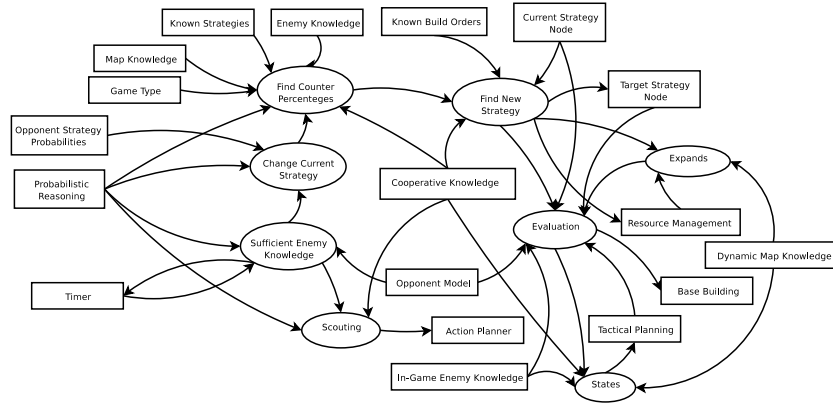 Known Strategies
Enemy Knowledge
Known Build Orders
Current Strategy
Node
Map Knowledge
Game Type
Find Counter
Percenteges
Find New
Strategy
Target Strategy
Node
Opponent Strategy
Probabilities
Change Current
Strategy
Expands
Probabilistic
Reasoning
Cooperative Knowledge
Resource Management
Evaluation
Sufficient Enemy
Knowledge
Dynamic Map Knowledge
Timer
Opponent Model
Base Building
Scouting
Action Planner
Tactical Planning
In-Game Enemy Knowledge
States